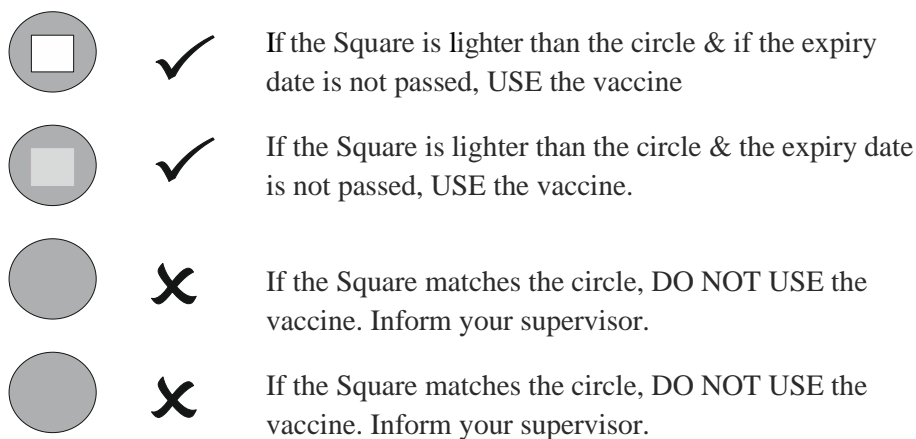 If the Square is lighter than the circle & if the expiry
date is not passed, USE the vaccine
If the Square is lighter than the circle & the expiry date
is not passed, USE the vaccine.
If the Square matches the circle, DO NOT USE the
vaccine. Inform your supervisor.
If the Square matches the circle, DO NOT USE the
vaccine. Inform your supervisor.